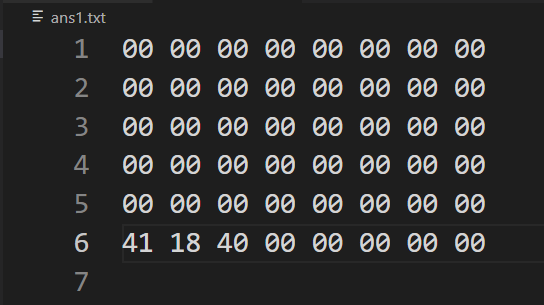 ans1.txt
1 00 00 00 00 00 00 00 00
2 00 00 00 00 00 00 00 00
3 00 00 00 00 00 00 00 00
4 00 00 00 00 00 00 00 00
5 00 00 00 00 00 00 00 00
6 41 18 40 00 00 00 00 00
7